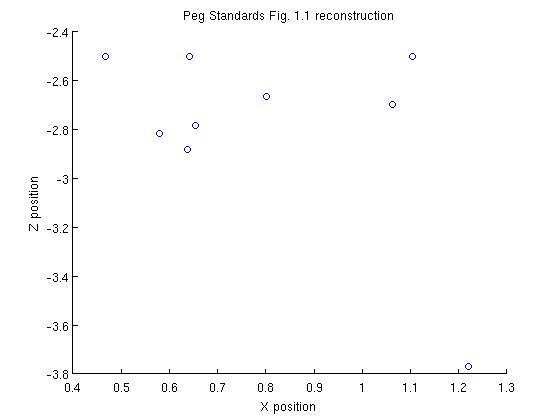 Peg Standards Fig. 1.1 reconstruction
-2.4
-2.6
-2.8
-3
-3.2
-3.4
-3.6
-3.8
Z position
0.4 0.5 0.6 0.7 0.8 0.9 1 1.1 1.2 1.3
X position